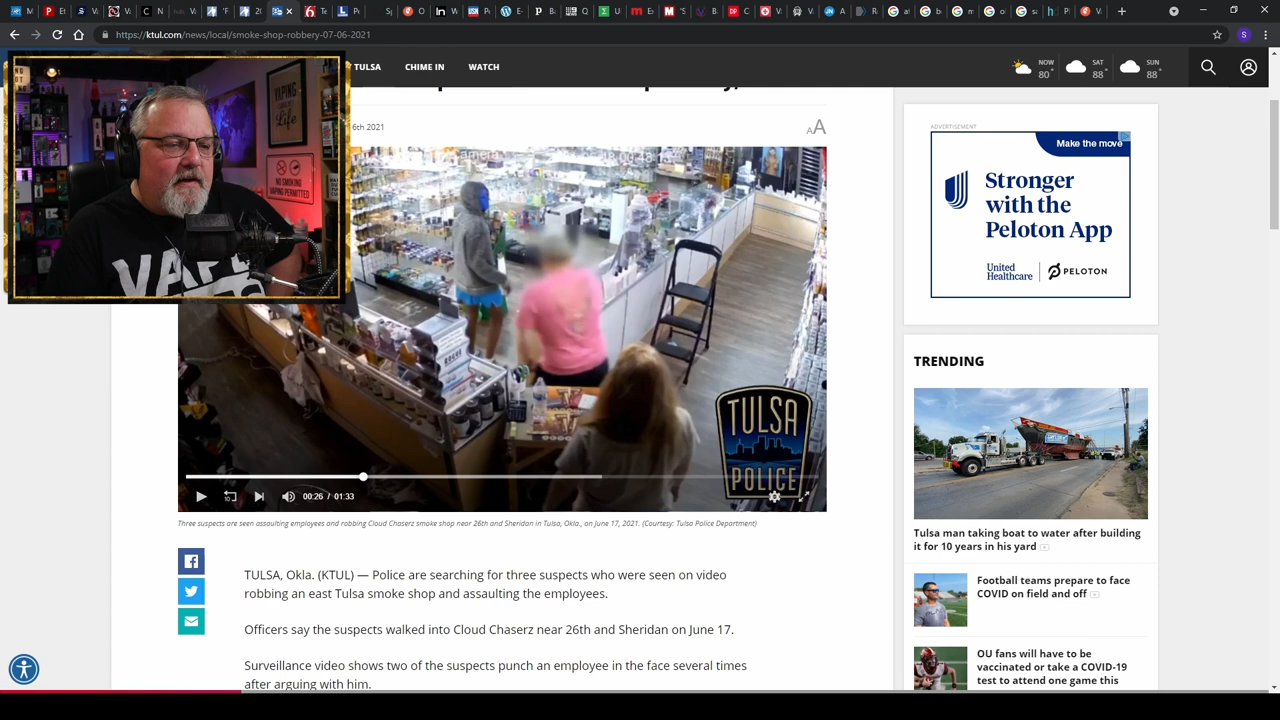 https://ktul.com/news/local/smoke-shop-robbery-07-06-2021
TULSA
CHIME IN
WATCH
NOW
80°
SAT
88°
SUN
88°
6th 2021
AA
VAPING
Life
NO SMOKING
VAPING PERMITTED
TULSA
POLICE
00:26 / 01:33
Three suspects are seen assaulting employees and robbing Cloud Chaserz smoke shop near 26th and Sheridan in Tulsa, Okla., on June 17, 2021. (Courtesy: Tulsa Police Department)
TULSA, Okla. (KTUL) — Police are searching for three suspects who were seen on video
robbing an east Tulsa smoke shop and assaulting the employees.
Officers say the suspects walked into Cloud Chaserz near 26th and Sheridan on June 17.
Surveillance video shows two of the suspects punch an employee in the face several times
after arguing with him.
ADVERTISEMENT
Make the move
Stronger
with the
Peloton App
United
Healthcare
PELOTON
TRENDING
Tulsa man taking boat to water after building
it for 10 years in his yard
Football teams prepare to face
COVID on field and off
OU fans will have to be
vaccinated or take a COVID-19
test to attend one game this